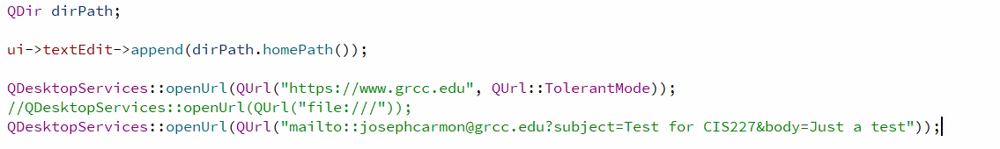 QDir dirPath;
ui->textEdit->append(dirPath.homePath());
QDesktopServices::openUrl(QUrl("https://www.grcc.edu", QUrl::TolerantMode));
//QDesktopServices::openUrl(QUrl("file:///"));
QDesktopServices::openUrl(QUrl("mailto::josephcarmon@grcc.edu?subject=Test for CIS227&body=Just a test"));